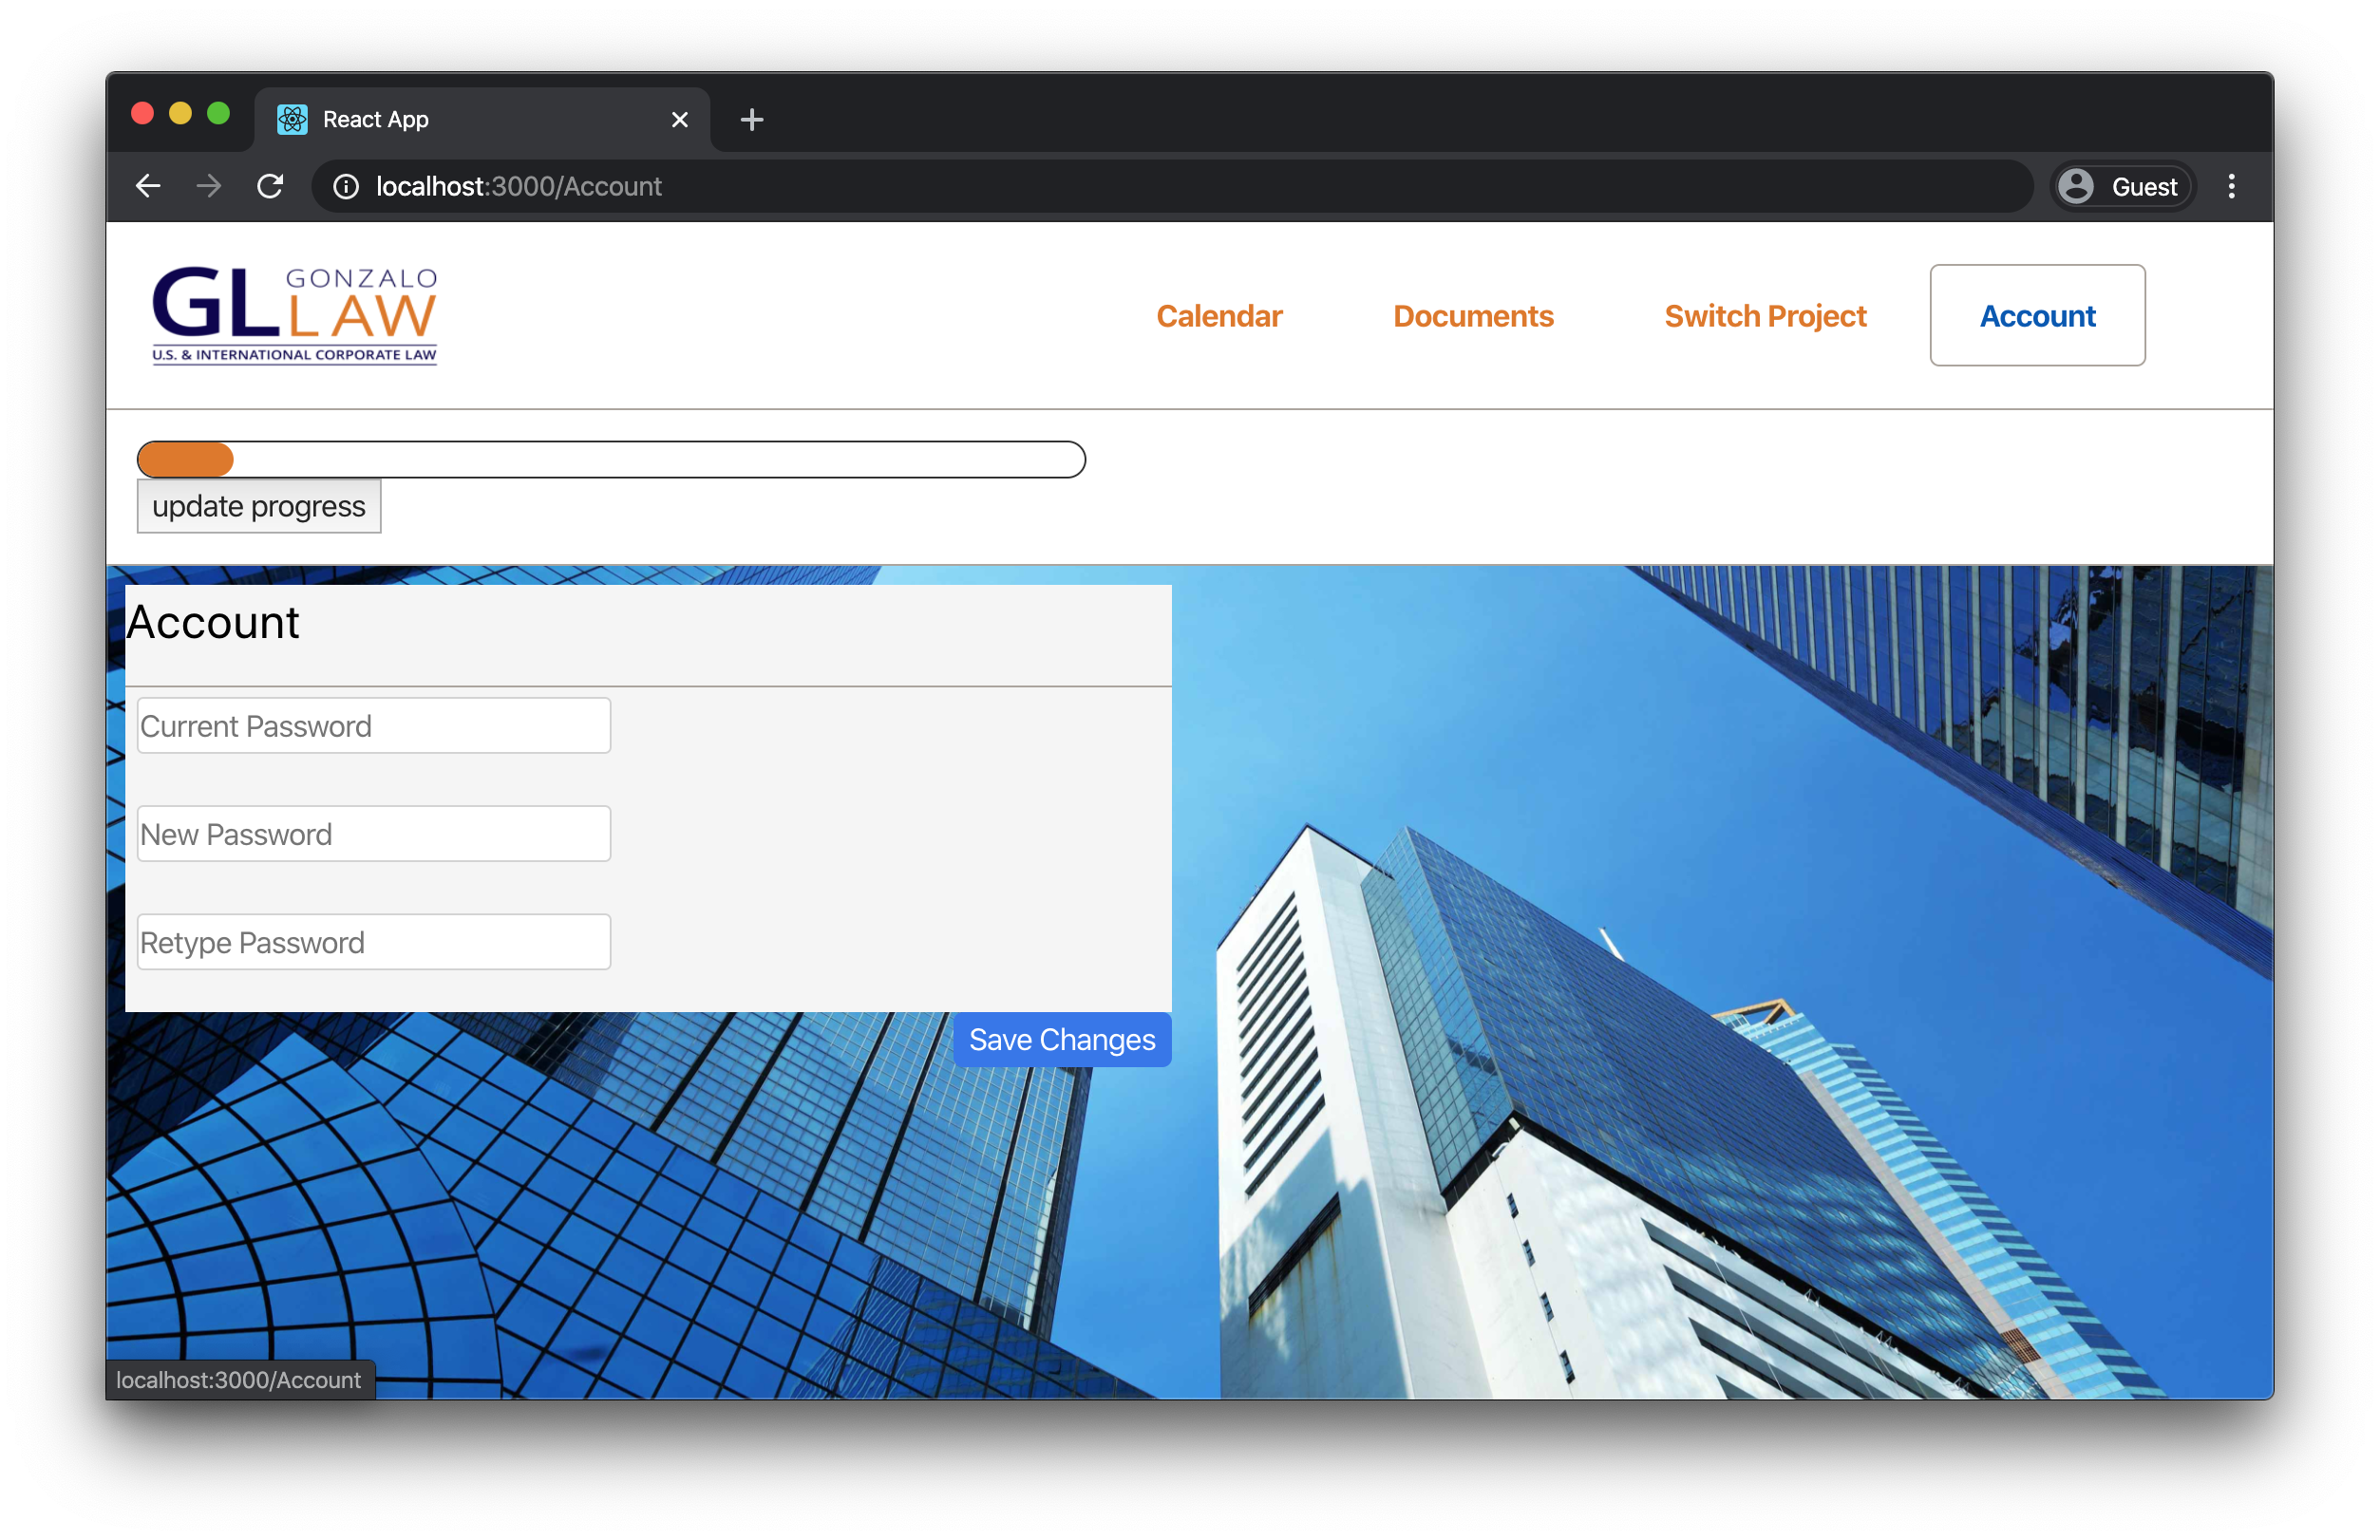 React App
localhost:3000/Account
Guest
GL GONZALO LAW
U.S. & INTERNATIONAL CORPORATE LAW
Calendar Documents Switch Project Account
update progress
Account
Current Password
New Password
Retype Password
Save Changes
localhost:3000/Account